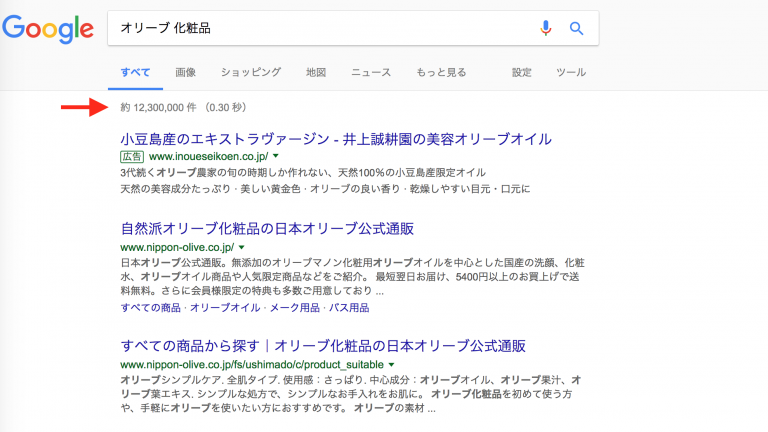 Google
オリーブ 化粧品
すべて 画像 ショッピング 地図 ニュース もっと見る 設定 ツール
約 12,300,000 件 (0.30 秒)
小豆島産のエキストラヴァージン - 井上誠耕園の美容オリーブオイル
広告 www.inoueseikoen.co.jp/
3代続くオリーブ農家の旬の時期しか作れない、天然100%の小豆島産限定オイル
天然の美容成分たっぷり · 美しい黄金色 · オリーブの良い香り · 乾燥しやすい目元・口元に
自然派オリーブ化粧品の日本オリーブ公式通販
www.nippon-olive.co.jp/
日本オリーブ公式通販。無添加のオリーブマノン化粧用オリーブオイルを中心とした国産の洗顔、化粧
水、オリーブオイル商品や人気限定商品などをご紹介。 最短翌日お届け、5400円以上のお買上げで送
料無料。さらに会員様限定の特典も多数ご用意しており ...
すべての商品 · オリーブオイル · メーク用品 · バス用品
すべての商品から探す｜オリーブ化粧品の日本オリーブ公式通販
www.nippon-olive.co.jp/fs/ushimado/c/product_suitable
オリーブシンプルケア. 全肌タイプ. 使用感：さっぱり. 中心成分：オリーブオイル、オリーブ果汁、オ
リーブ葉エキス. シンプルな処方で、シンプルなお手入れをお肌に。 オリーブ化粧品を初めて使う方
や、手軽にオリーブを使いたい方におすすめです。 オリーブの素材 ...